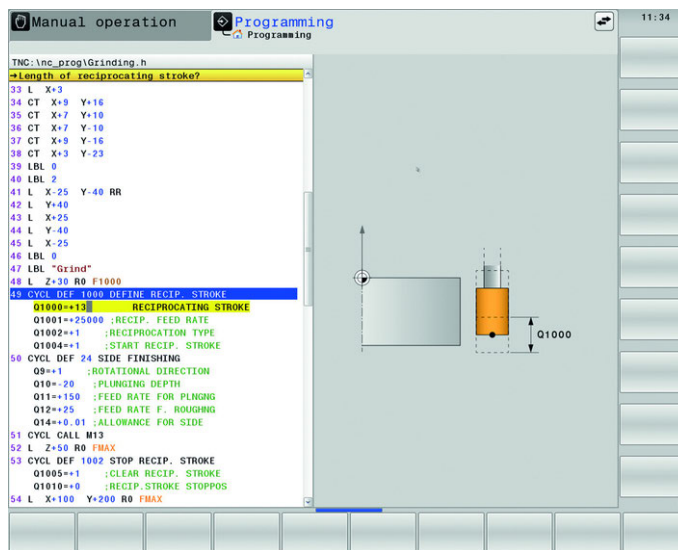 Manual operation
Programming
Programming
11:34
TNC:\nc_prog\Grinding.h
→Length of reciprocating stroke?
33 L X+3
34 CT X+9 Y+16
35 CT X+7 Y+10
36 CT X+7 Y-10
37 CT X+9 Y-16
38 CT X+3 Y-23
39 LBL 0
40 LBL 2
41 L X-25 Y-40 RR
42 L Y+40
43 L X+25
44 L Y-40
45 L X-25
46 LBL 0
47 LBL "Grind"
48 L Z+30 R0 F1000
49 CYCL DEF 1000 DEFINE RECIP. STROKE
Q1000=+13 RECIPROCATING STROKE
Q1001=+25000 ;RECIP. FEED RATE
Q1002=+1 ;RECIPROCATION TYPE
Q1004=+1 ;START RECIP. STROKE
50 CYCL DEF 24 SIDE FINISHING
Q9=+1 ;ROTATIONAL DIRECTION
Q10=-20 ;PLUNGING DEPTH
Q11=+150 ;FEED RATE FOR PLNGNG
Q12=+25 ;FEED RATE F. ROUGHNG
Q14=+0.01 ;ALLOWANCE FOR SIDE
51 CYCL CALL M13
52 L Z+50 R0 FMAX
53 CYCL DEF 1002 STOP RECIP. STROKE
Q1005=+1 ;CLEAR RECIP. STROKE
Q1010=+0 ;RECIP.STROKE STOPPOS
54 L X+100 Y+200 R0 FMAX
Q1000